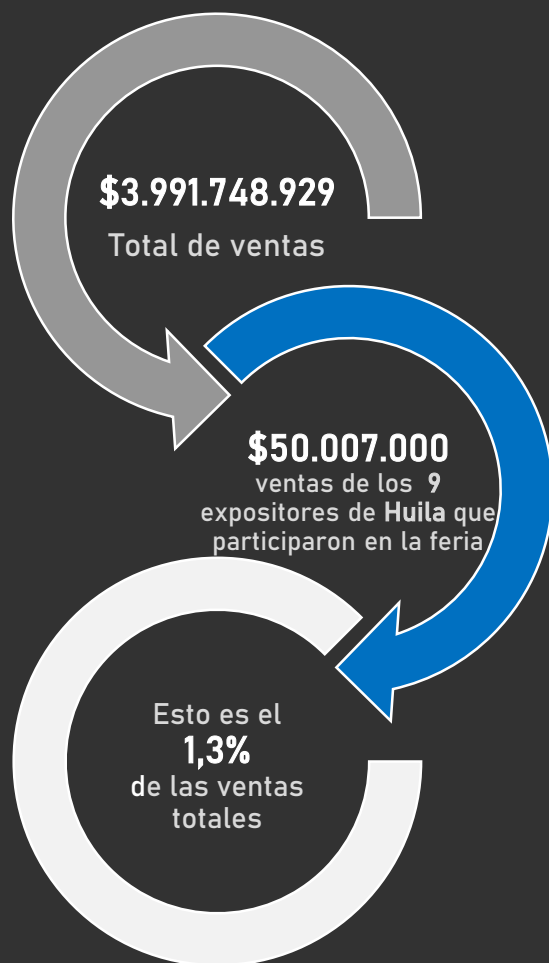 $3.991.748.929
Total de ventas
$50.007.000
ventas de los 9
expositores de Huila que
participaron en la feria
Esto es el
1,3%
de las ventas
totales